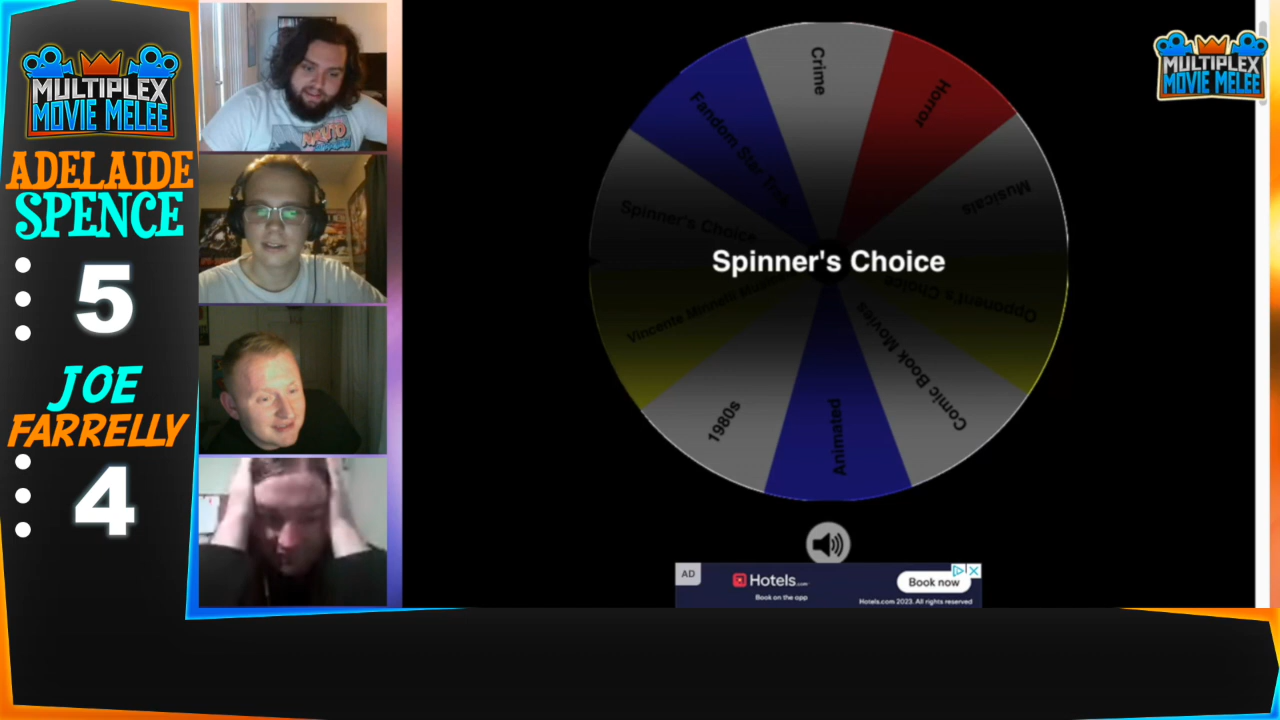 MULTIPLEX
MOVIE MELEE
ADELAIDE
SPENCE
5
JOE
FARRELLY
4
Crime
Horror
Musicals
Opponent's Choice
Comic Book Movies
Animated
1980s
Vincente Minnelli
Spinner's Choice
Fandom Star Trek
Spinner's Choice
AD
Hotels.com
Book on the app
Book now
Hotels.com 2023. All rights reserved
MULTIPLEX
MOVIE MELEE